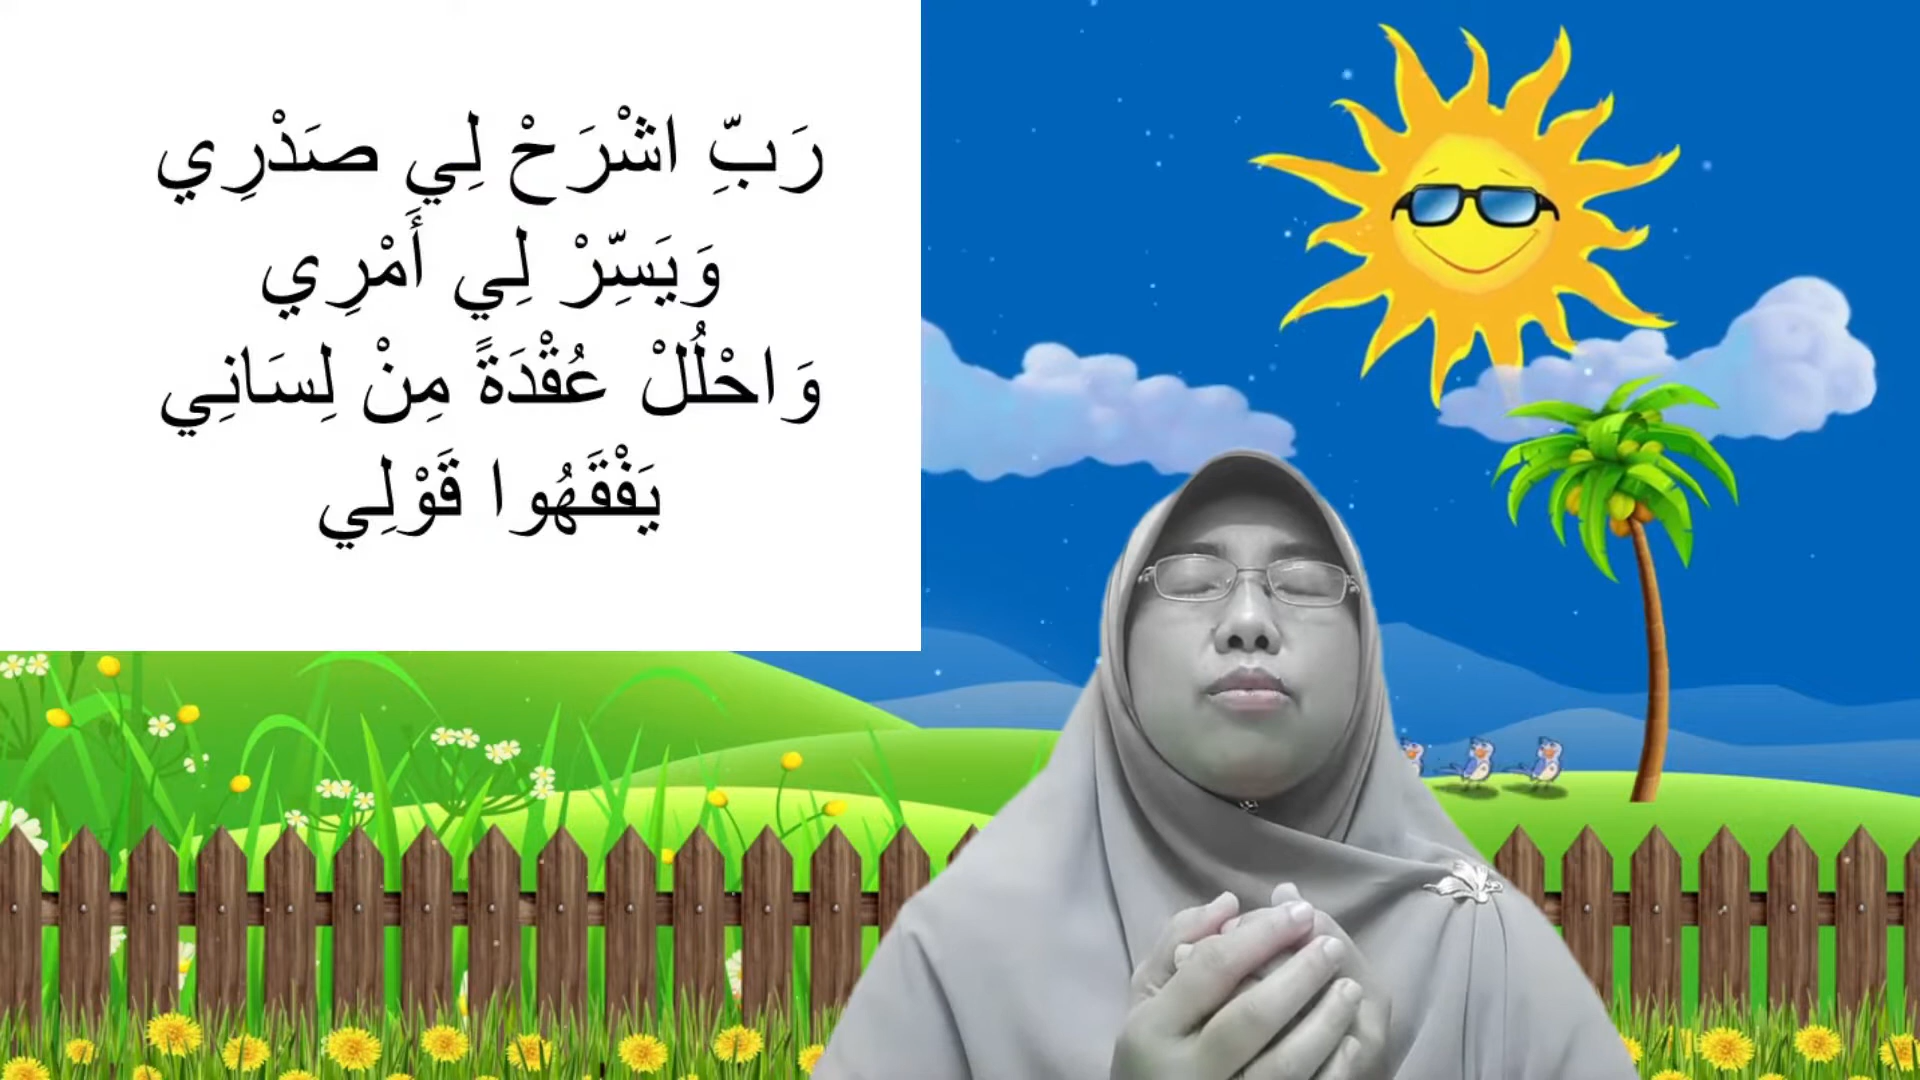 رَبِّ اشْرَحْ لِي صَدْرِي
وَيَسِّرْ لِي أَمْرِي
وَاحْلُلْ عُقْدَةً مِنْ لِسَانِي
يَفْقَهُوا قَوْلِي